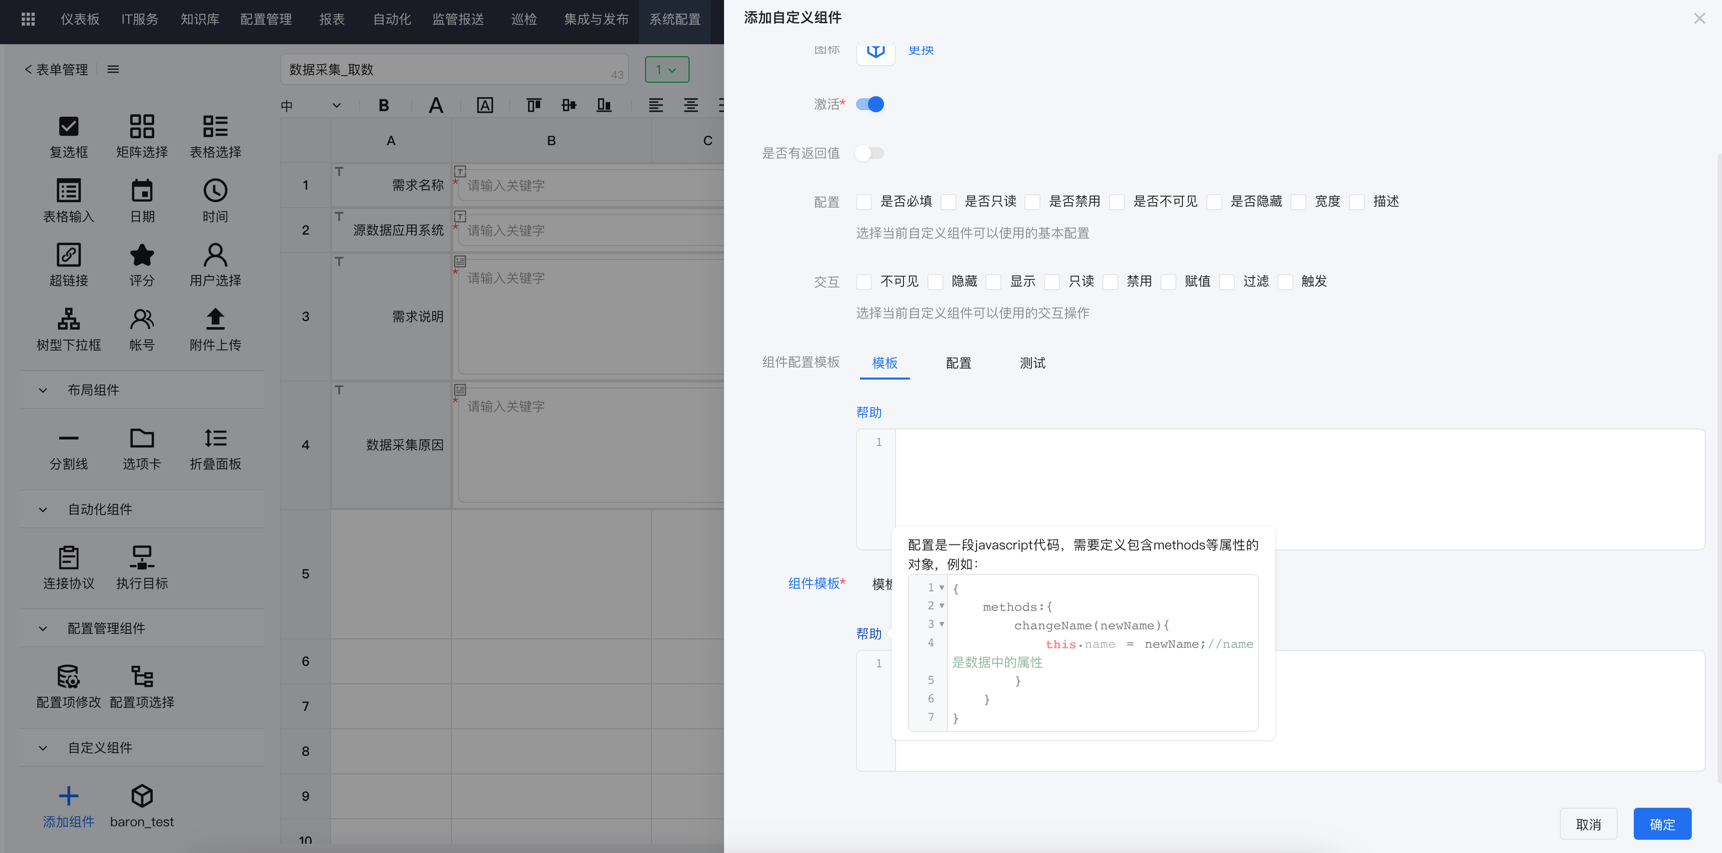 仪表板 IT服务 知识库 配置管理 报表 自动化 监管报送 巡检 集成与发布 系统配置
表单管理
数据采集_取数 43 1
中 B A A
复选框 矩阵选择 表格选择
表格输入 日期 时间
超链接 评分 用户选择
树型下拉框 帐号 附件上传
布局组件
分割线 选项卡 折叠面板
自动化组件
连接协议 执行目标
配置管理组件
配置项修改 配置项选择
自定义组件
添加组件 baron_test
A B C
1 需求名称 * 请输入关键字
2 源数据应用系统 * 请输入关键字
3 需求说明 * 请输入关键字
4 数据采集原因 * 请输入关键字
5
6
7
8
9
10
添加自定义组件
图标 更换
激活*
是否有返回值
配置 是否必填 是否只读 是否禁用 是否不可见 是否隐藏 宽度 描述
选择当前自定义组件可以使用的基本配置
交互 不可见 隐藏 显示 只读 禁用 赋值 过滤 触发
选择当前自定义组件可以使用的交互操作
组件配置模板 模板 配置 测试
帮助
1
组件模板* 模板
帮助
1
配置是一段javascript代码，需要定义包含methods等属性的
对象，例如：
1 {
2 methods:{
3 changeName(newName){
4 this.name = newName;//name
是数据中的属性
5 }
6 }
7 }
取消 确定